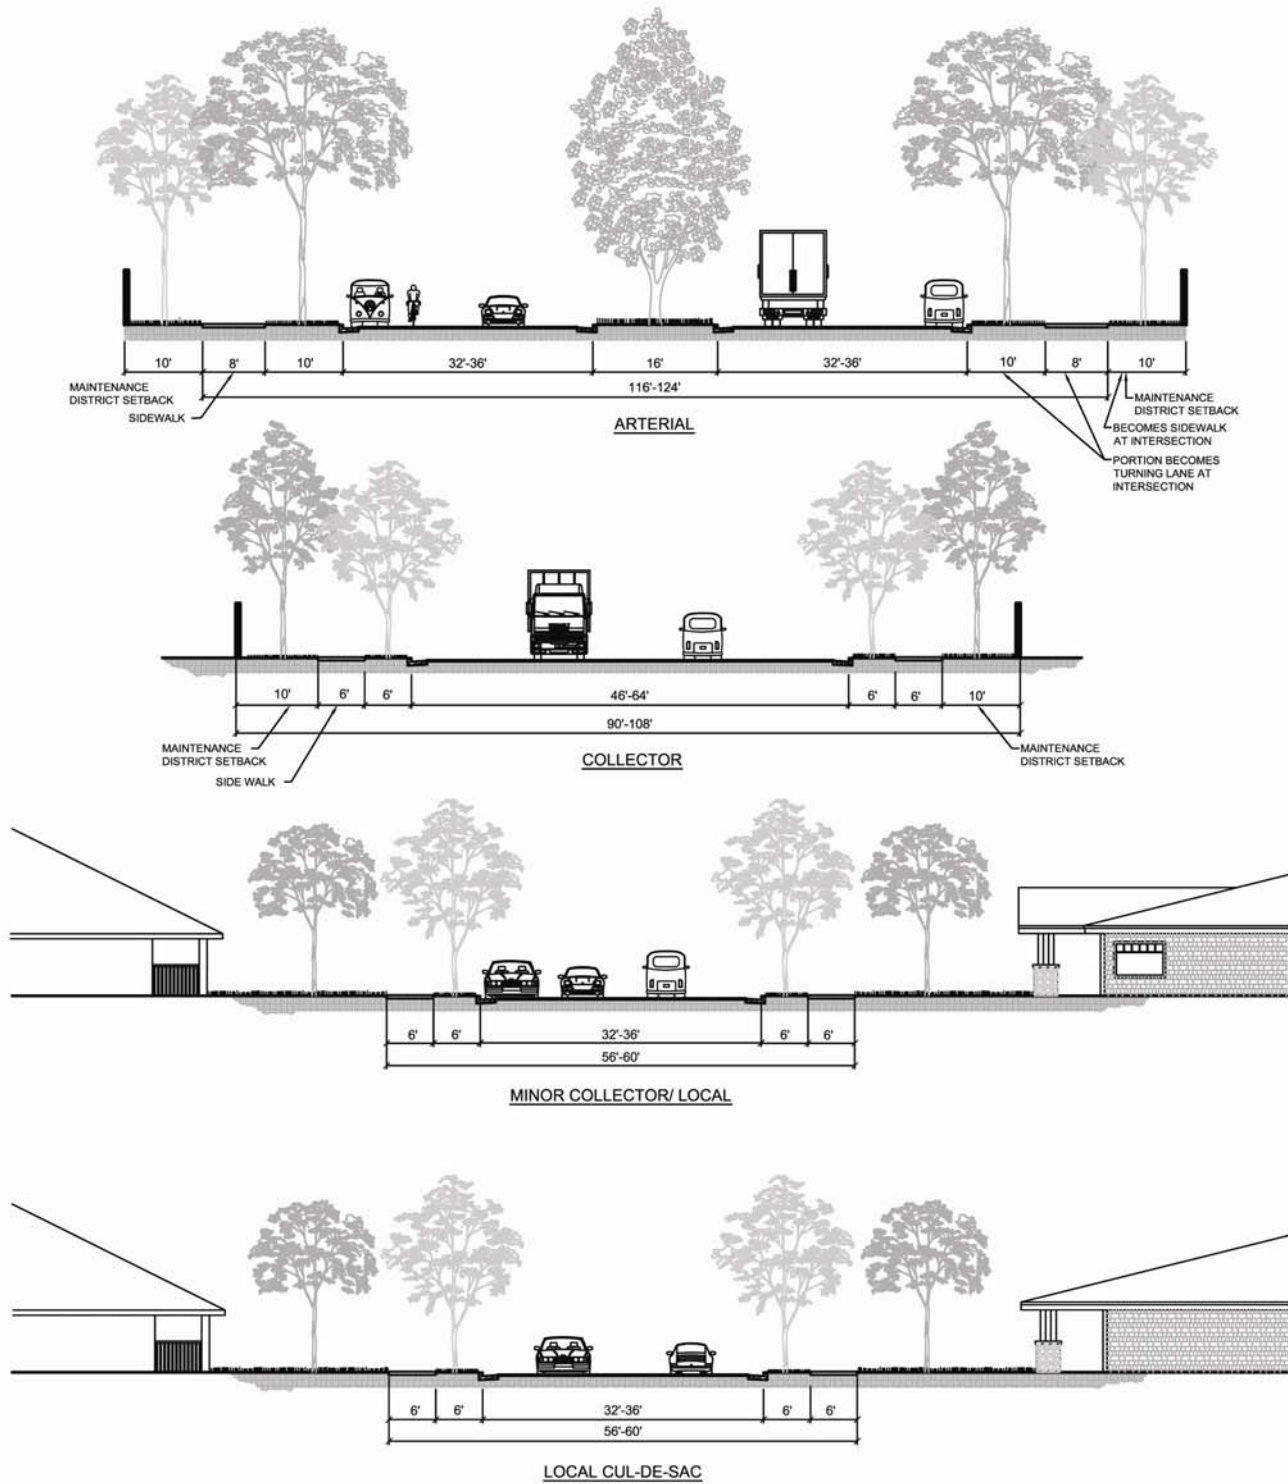 10' 8' 10' 32'-36' 16' 32'-36' 10' 8' 10'
116'-124'
MAINTENANCE
DISTRICT SETBACK
SIDEWALK
ARTERIAL
MAINTENANCE
DISTRICT SETBACK
BECOMES SIDEWALK
AT INTERSECTION
PORTION BECOMES
TURNING LANE AT
INTERSECTION
10' 6' 6' 46'-64' 6' 6' 10'
90'-108'
MAINTENANCE
DISTRICT SETBACK
SIDE WALK
COLLECTOR
MAINTENANCE
DISTRICT SETBACK
6' 6' 32'-36' 6' 6'
56'-60'
MINOR COLLECTOR/ LOCAL
6' 6' 32'-36' 6' 6'
56'-60'
LOCAL CUL-DE-SAC